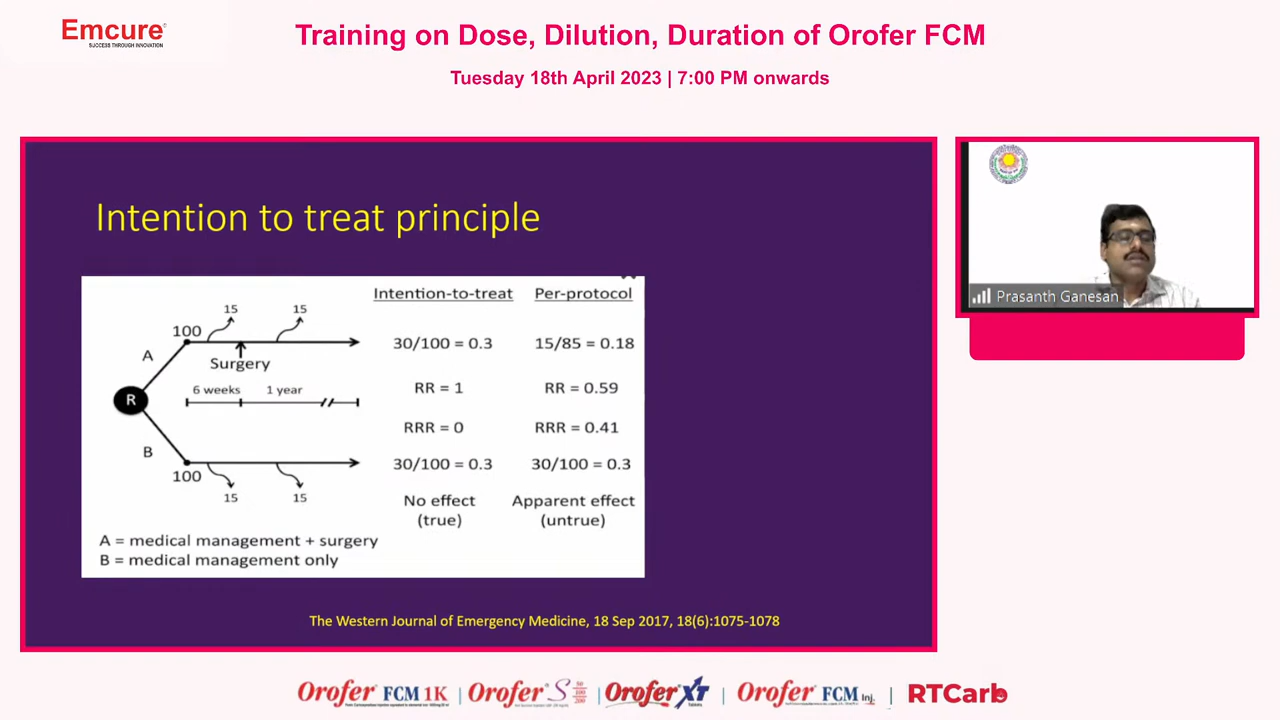 Emcure
SUCCESS THROUGH INNOVATION
Training on Dose, Dilution, Duration of Orofer FCM
Tuesday 18th April 2023 | 7:00 PM onwards
Intention to treat principle
Intention-to-treat Per-protocol
15 15
100
A
Surgery
30/100 = 0.3 15/85 = 0.18
6 weeks 1 year
RR = 1 RR = 0.59
R
RRR = 0 RRR = 0.41
B
100
30/100 = 0.3 30/100 = 0.3
15 15
No effect Apparent effect
(true) (untrue)
A = medical management + surgery
B = medical management only
The Western Journal of Emergency Medicine, 18 Sep 2017, 18(6):1075-1078
Prasanth Ganesan
Orofer FCM 1K | Orofer S 50 100 200 | Orofer XT Tablets | Orofer FCM Inj. | RTCarb